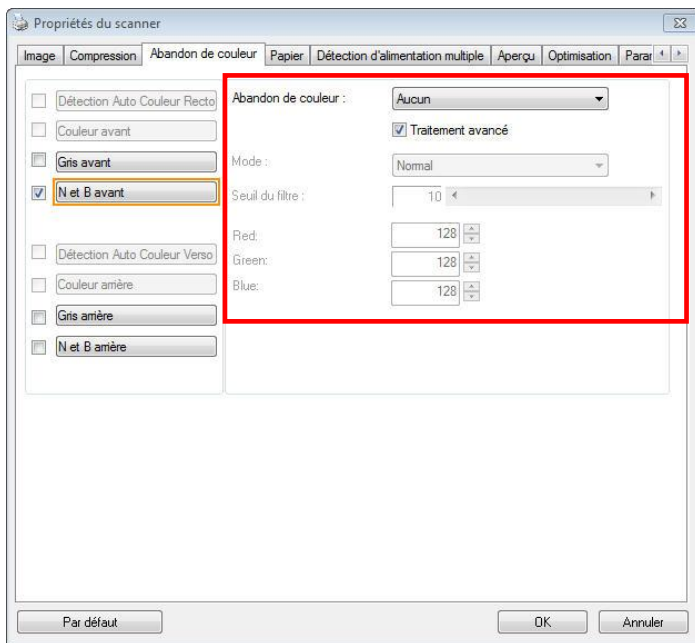 Propriétés du scanner
Image Compression Abandon de couleur Papier Détection d'alimentation multiple Aperçu Optimisation Parar
Détection Auto Couleur Recto
Couleur avant
Gris avant
N et B avant
Détection Auto Couleur Verso
Couleur arrière
Gris arrière
N et B arrière
Abandon de couleur : Aucun
Traitement avancé
Mode : Normal
Seuil du filtre : 10
Red: 128
Green: 128
Blue: 128
Par défaut OK Annuler